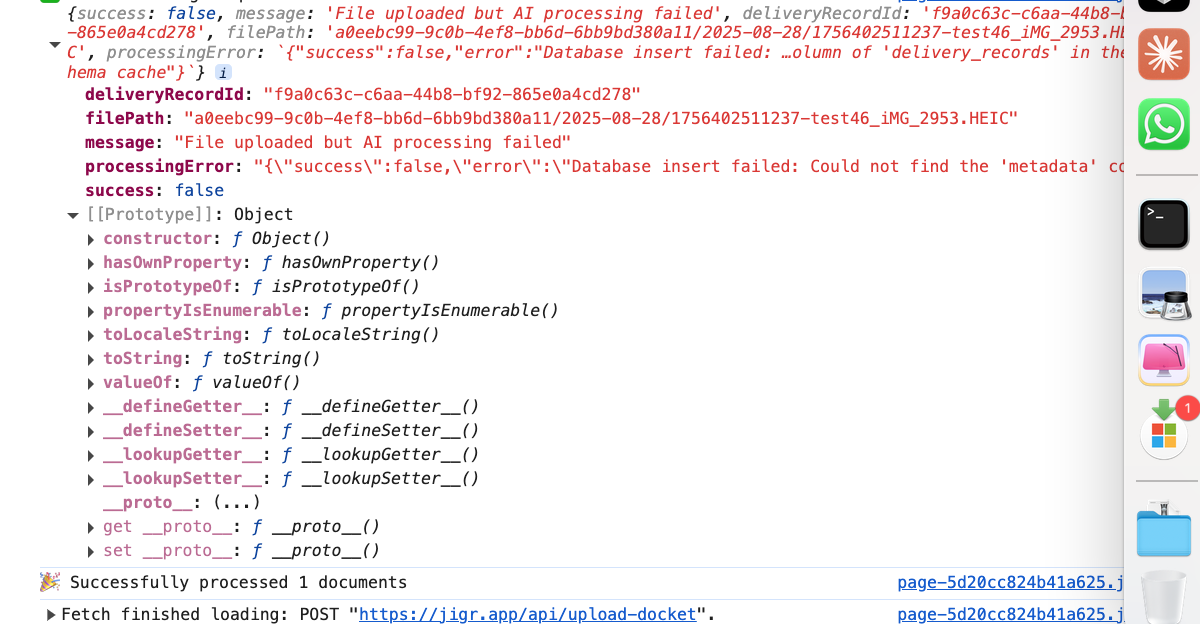 {success: false, message: 'File uploaded but AI processing failed', deliveryRecordId: 'f9a0c63c-c6aa-44b8-b
-865e0a4cd278', filePath: 'a0eebc99-9c0b-4ef8-bb6d-6bb9bd380a11/2025-08-28/1756402511237-test46_iMG_2953.HEI
C', processingError: `{"success":false,"error":"Database insert failed: …olumn of 'delivery_records' in the
hema cache"}`} i
deliveryRecordId: "f9a0c63c-c6aa-44b8-bf92-865e0a4cd278"
filePath: "a0eebc99-9c0b-4ef8-bb6d-6bb9bd380a11/2025-08-28/1756402511237-test46_iMG_2953.HEIC"
message: "File uploaded but AI processing failed"
processingError: "{\"success\":false,\"error\":\"Database insert failed: Could not find the 'metadata' co
success: false
[[Prototype]]: Object
constructor: ƒ Object()
hasOwnProperty: ƒ hasOwnProperty()
isPrototypeOf: ƒ isPrototypeOf()
propertyIsEnumerable: ƒ propertyIsEnumerable()
toLocaleString: ƒ toLocaleString()
toString: ƒ toString()
valueOf: ƒ valueOf()
__defineGetter__: ƒ __defineGetter__()
__defineSetter__: ƒ __defineSetter__()
__lookupGetter__: ƒ __lookupGetter__()
__lookupSetter__: ƒ __lookupSetter__()
__proto__: (...)
get __proto__: ƒ __proto__()
set __proto__: ƒ __proto__()
🎉 Successfully processed 1 documents page-5d20cc824b41a625.j
Fetch finished loading: POST "https://jigr.app/api/upload-docket". page-5d20cc824b41a625.j
>_
1